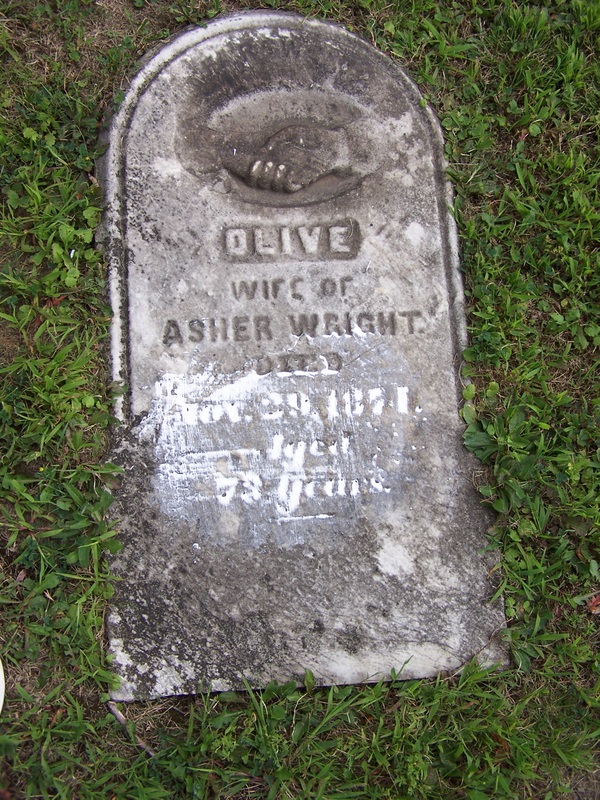 OLIVE
WIFE OF
ASHER WRIGHT.
DIED
Nov. 29, 1871.
Aged
73 Years.